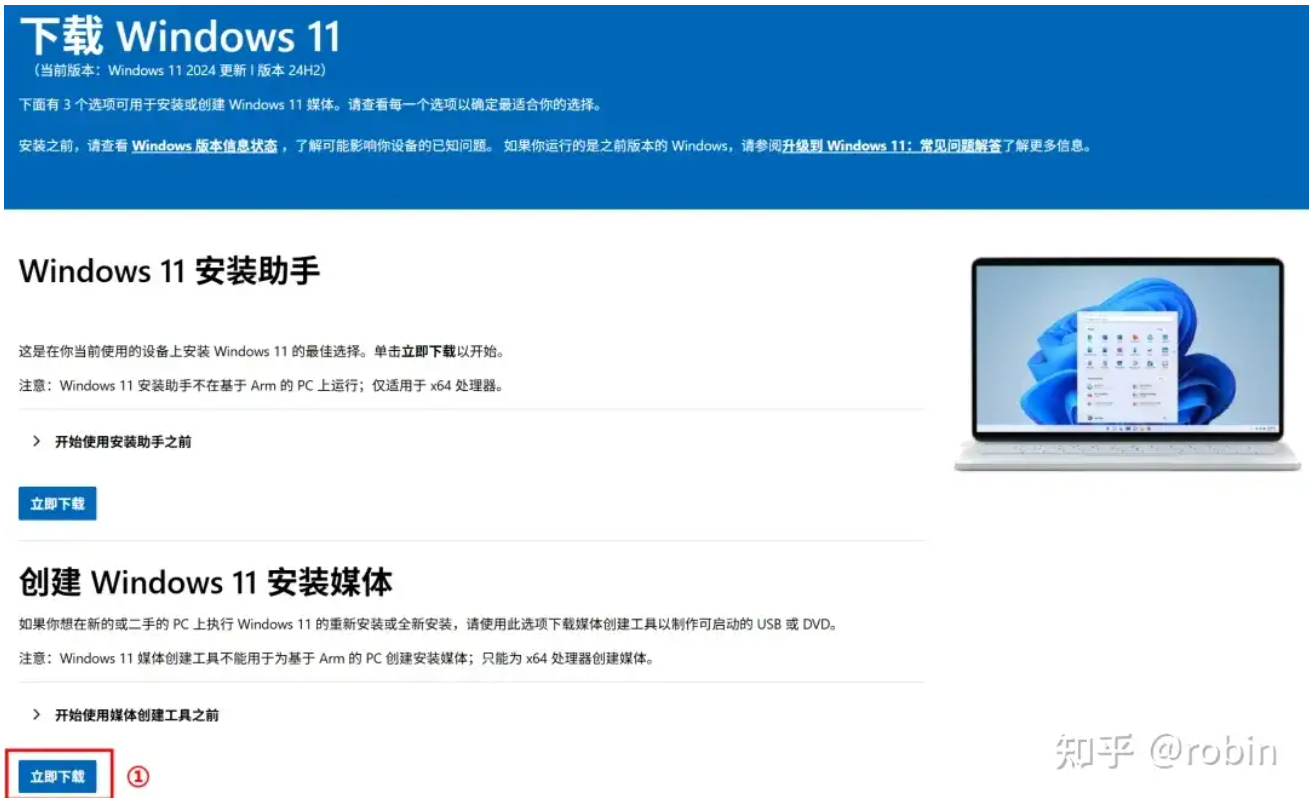 下载 Windows 11
（当前版本：Windows 11 2024 更新 l 版本 24H2）
下面有 3 个选项可用于安装或创建 Windows 11 媒体。请查看每一个选项以确定最适合你的选择。
安装之前，请查看 Windows 版本信息状态 ，了解可能影响你设备的已知问题。 如果你运行的是之前版本的 Windows，请参阅升级到 Windows 11：常见问题解答了解更多信息。
Windows 11 安装助手
这是在你当前使用的设备上安装 Windows 11 的最佳选择。单击立即下载以开始。
注意：Windows 11 安装助手不在基于 Arm 的 PC 上运行；仅适用于 x64 处理器。
开始使用安装助手之前
立即下载
创建 Windows 11 安装媒体
如果你想在新的或二手的 PC 上执行 Windows 11 的重新安装或全新安装，请使用此选项下载媒体创建工具以制作可启动的 USB 或 DVD。
注意：Windows 11 媒体创建工具不能用于为基于 Arm 的 PC 创建安装媒体；只能为 x64 处理器创建媒体。
开始使用媒体创建工具之前
立即下载 ①
知乎 @robin